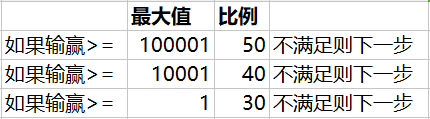 最大值 比例
如果输赢>= 100001 50 不满足则下一步
如果输赢>= 10001 40 不满足则下一步
如果输赢>= 1 30 不满足则下一步